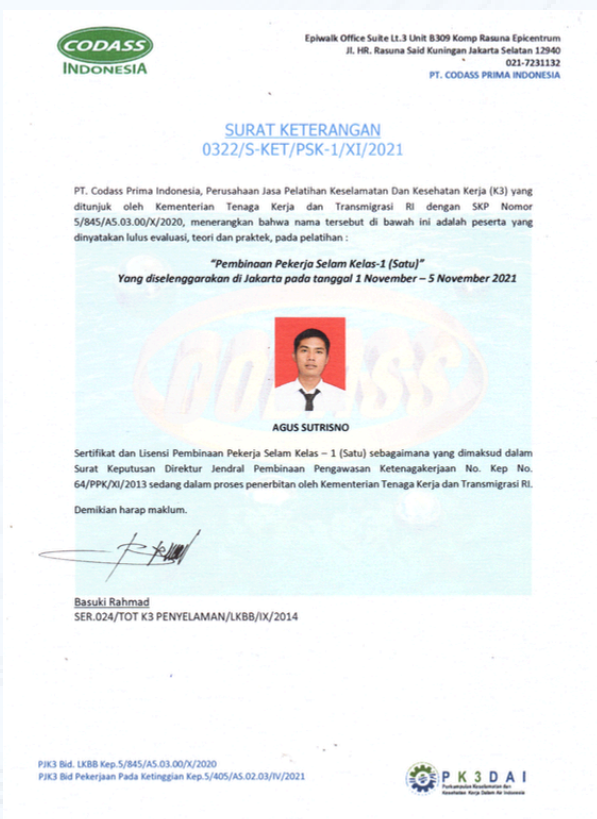 CODASS
INDONESIA
Epiwalk Office Suite Lt.3 Unit B309 Komp Rasuna Epicentrum
Jl. HR. Rasuna Said Kuningan Jakarta Selatan 12940
021-7231132
PT. CODASS PRIMA INDONESIA
SURAT KETERANGAN
0322/S-KET/PSK-1/XI/2021
PT. Codass Prima Indonesia, Perusahaan Jasa Pelatihan Keselamatan Dan Kesehatan Kerja (K3) yang
ditunjuk oleh Kementerian Tenaga Kerja dan Transmigrasi RI dengan SKP Nomor
5/845/AS.03.00/X/2020, menerangkan bahwa nama tersebut di bawah ini adalah peserta yang
dinyatakan lulus evaluasi, teori dan praktek, pada pelatihan :
"Pembinaan Pekerja Selam Kelas-1 (Satu)"
Yang diselenggarakan di Jakarta pada tanggal 1 November – 5 November 2021
CODASS
AGUS SUTRISNO
Sertifikat dan Lisensi Pembinaan Pekerja Selam Kelas – 1 (Satu) sebagaimana yang dimaksud dalam
Surat Keputusan Direktur Jendral Pembinaan Pengawasan Ketenagakerjaan No. Kep No.
64/PPK/XI/2013 sedang dalam proses penerbitan oleh Kementerian Tenaga Kerja dan Transmigrasi RI.
Demikian harap maklum.
Basuki Rahmad
SER.024/TOT K3 PENYELAMAN/LKBB/IX/2014
PJK3 Bid. LKBB Kep.5/845/AS.03.00/X/2020
PJK3 Bid Pekerjaan Pada Ketinggian Kep.5/405/AS.02.03/IV/2021
PK3DAI
Perkumpulan Keselamatan dan
Kesehatan Kerja Dalam Air Indonesia